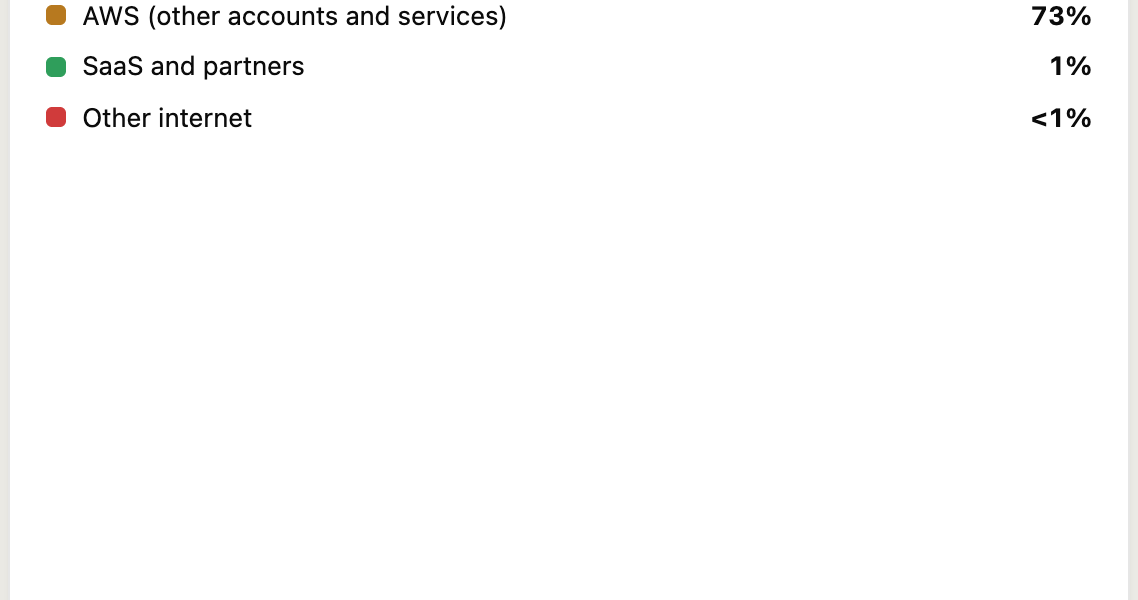 AWS (other accounts and services) 73%
SaaS and partners 1%
Other internet <1%